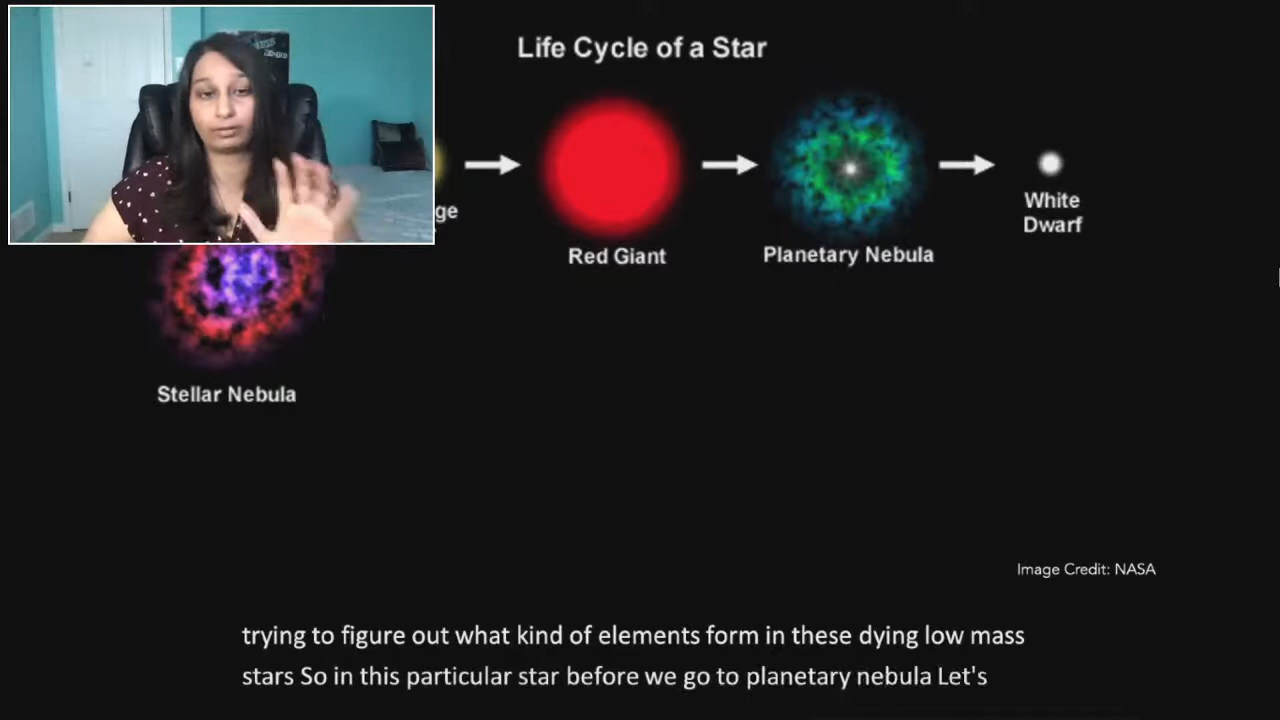 Life Cycle of a Star
ge
Red Giant
Planetary Nebula
White
Dwarf
Stellar Nebula
Image Credit: NASA
trying to figure out what kind of elements form in these dying low mass
stars So in this particular star before we go to planetary nebula Let's